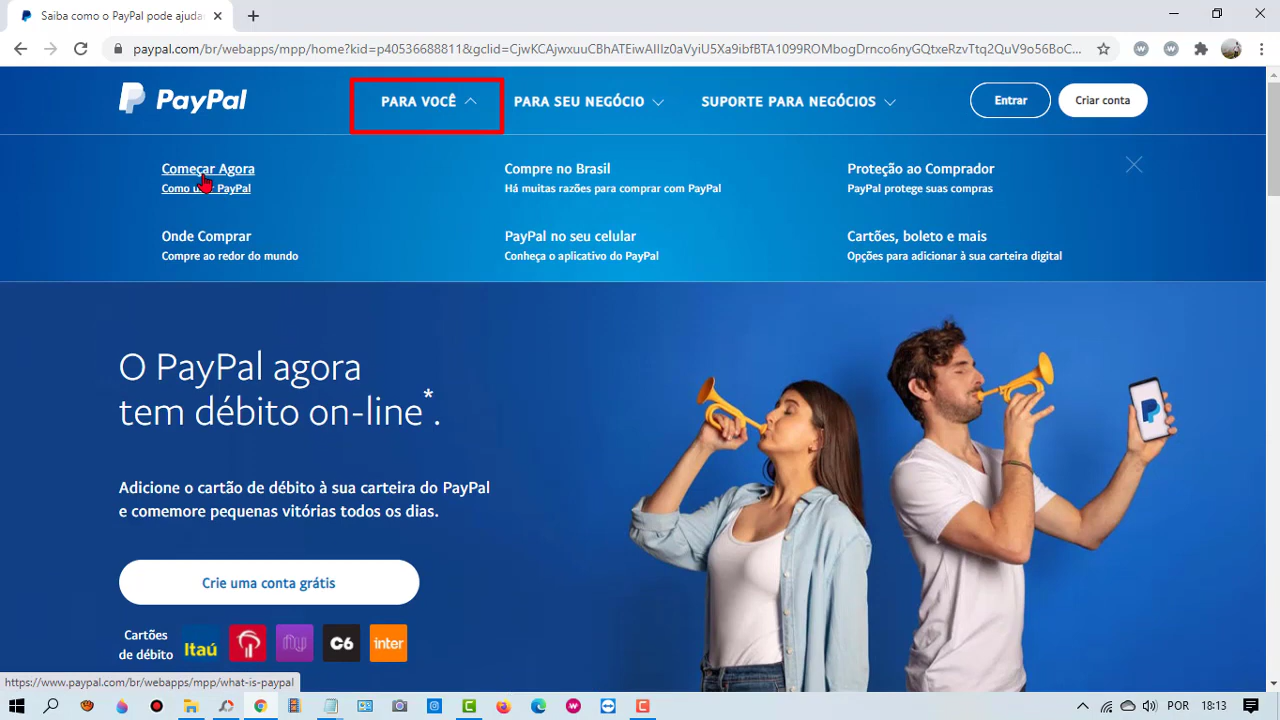 Saiba como o PayPal pode ajuda
paypal.com/br/webapps/mpp/home?kid=p40536688811&gclid=CjwKCAjwxuuCBhATEiwAIIIz0aVyiU5Xa9ibtBTA1099ROMbogDrnco6nyGQtxeRzvTtq2QuV9o56BoC...
PayPal
PARA VOCÊ
PARA SEU NEGÓCIO
SUPORTE PARA NEGÓCIOS
Entrar
Criar conta
Começar Agora
Como usar PayPal
Compre no Brasil
Há muitas razões para comprar com PayPal
Proteção ao Comprador
PayPal protege suas compras
Onde Comprar
Compre ao redor do mundo
PayPal no seu celular
Conheça o aplicativo do PayPal
Cartões, boleto e mais
Opções para adicionar à sua carteira digital
O PayPal agora
tem débito on-line*.
Adicione o cartão de débito à sua carteira do PayPal
e comemore pequenas vitórias todos os dias.
Crie uma conta grátis
Cartões
de débito
Itaú
nu
C6
inter
https://www.paypal.com/br/webapps/mpp/what-is-paypal
POR
18:13